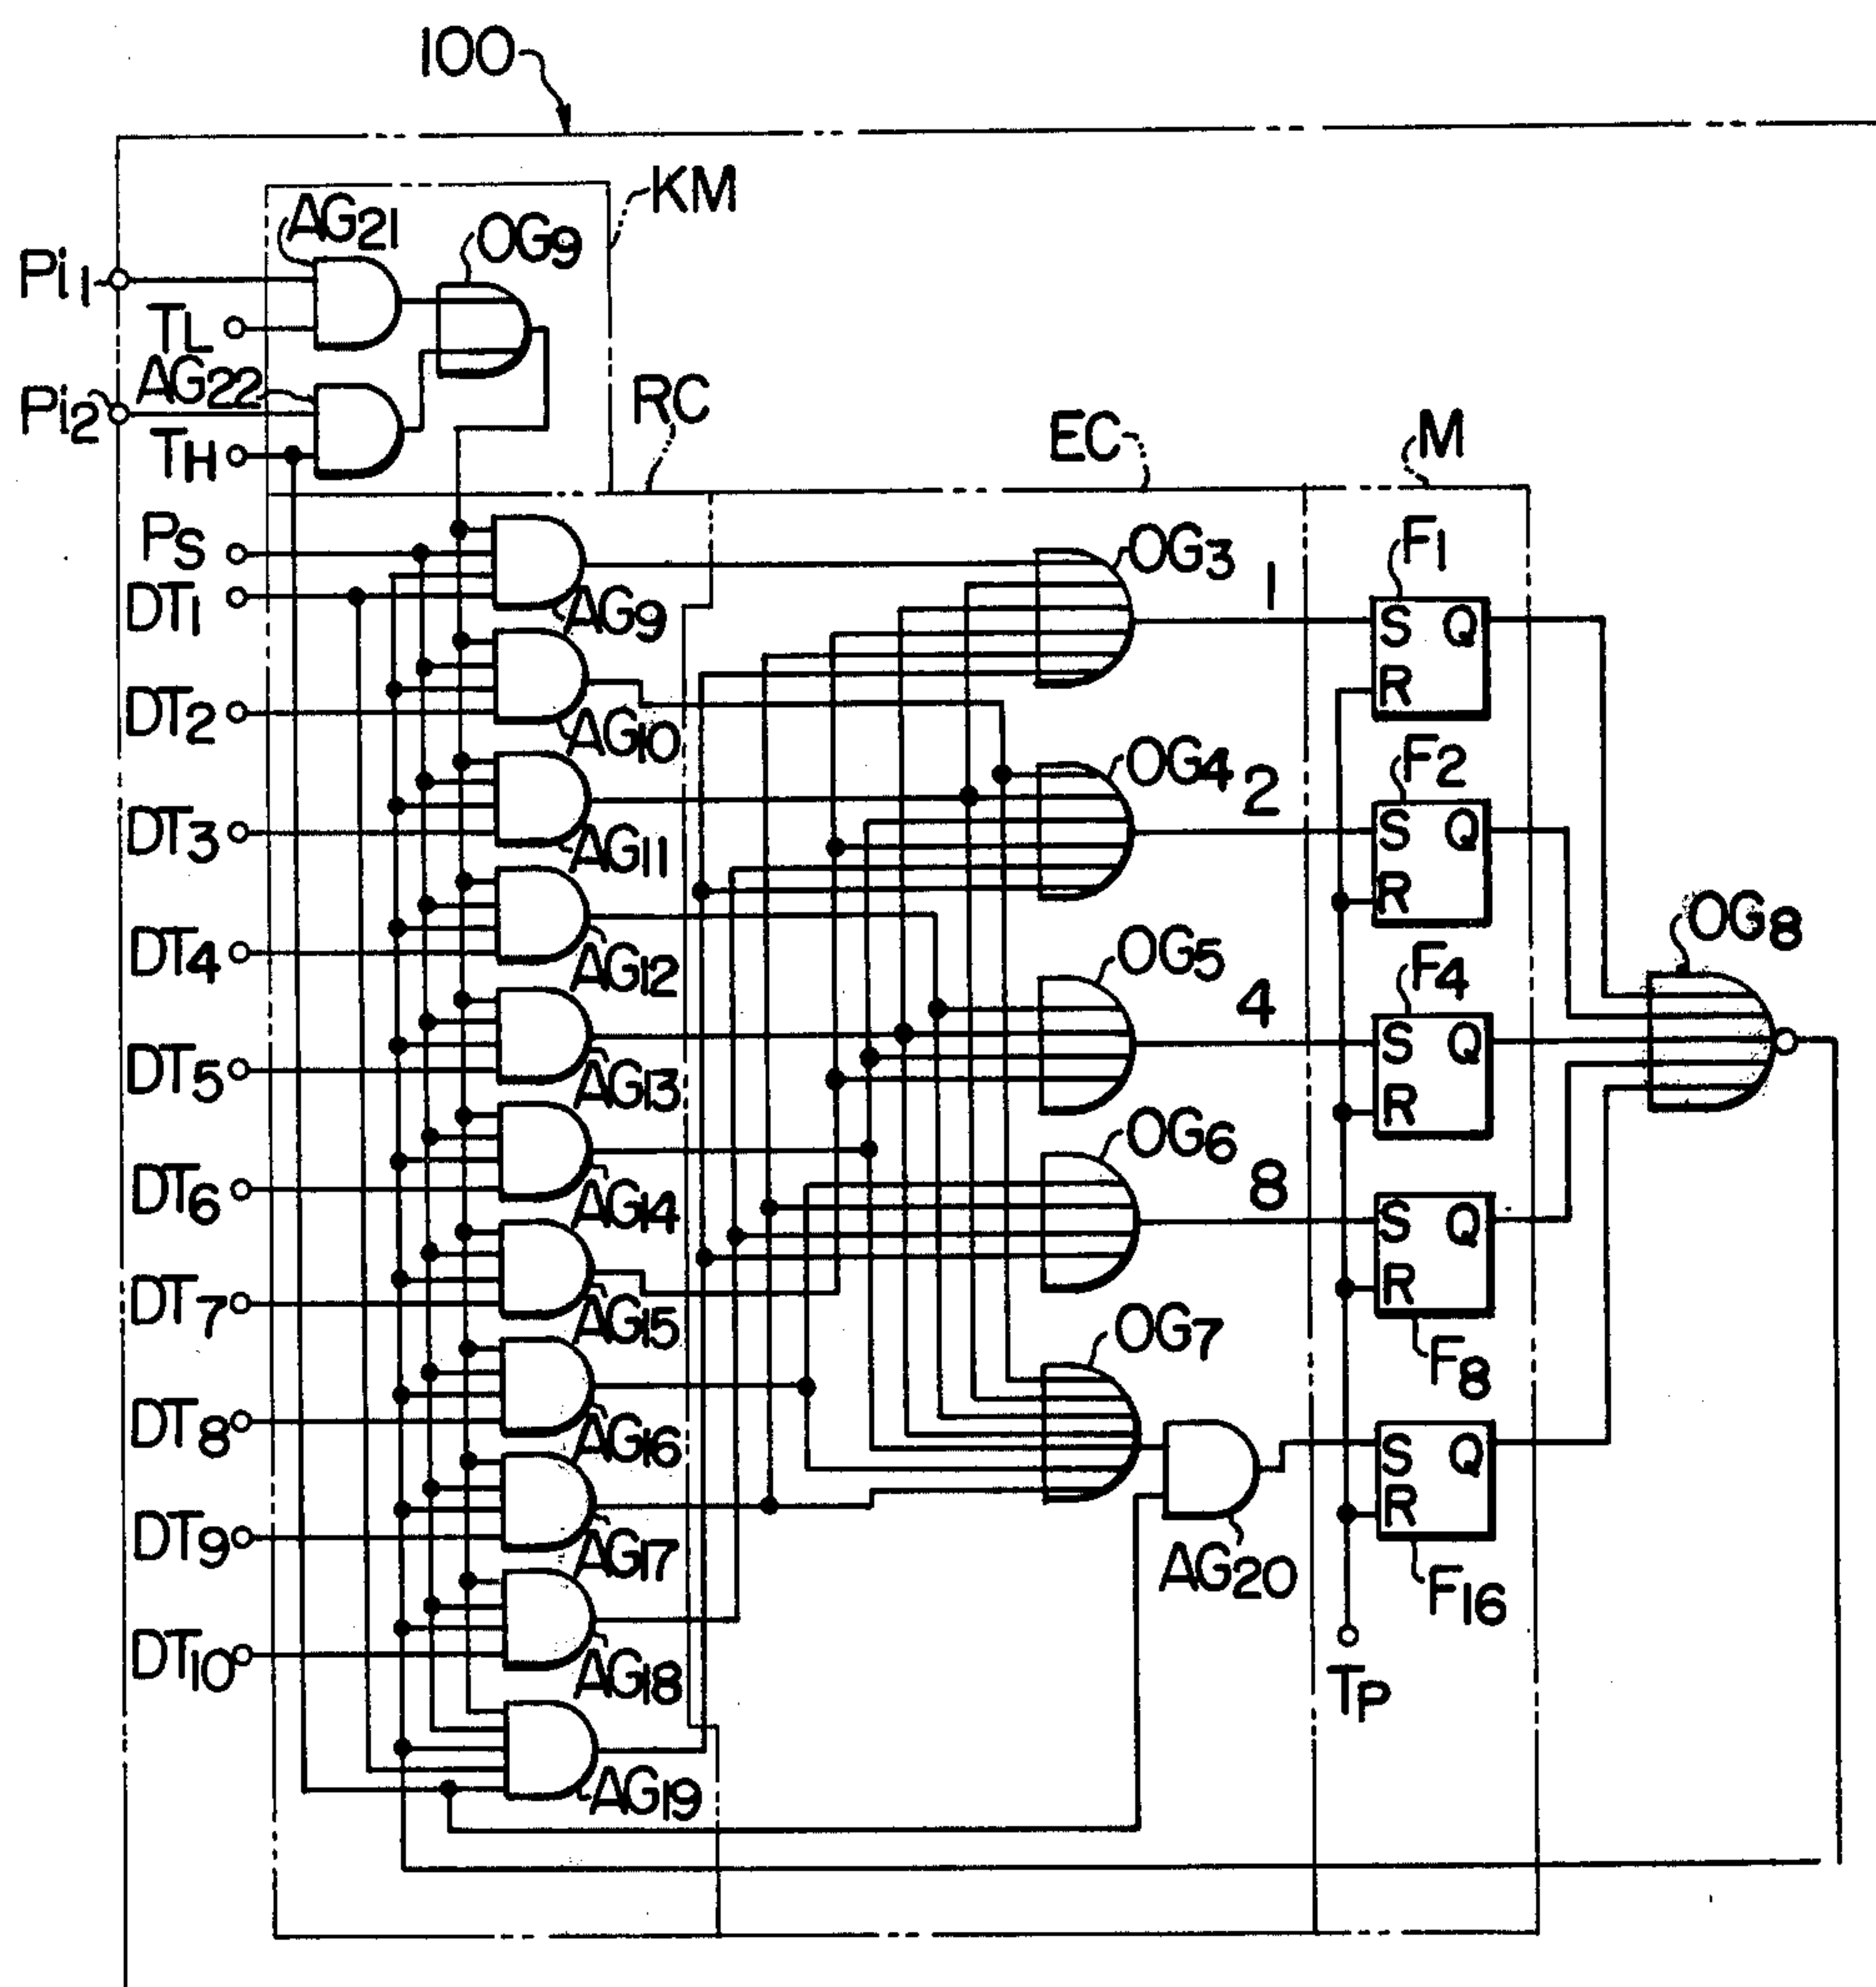 100
KM
AG21
OG9
Pi1
TL
AG22
Pi2
TH
RC
EC
M
PS
DT1
AG9
OG3
1
F1
S Q
R
DT2
AG10
OG4
2
F2
S Q
R
DT3
AG11
DT4
AG12
OG5
4
F4
S Q
R
OG8
DT5
AG13
DT6
AG14
OG6
8
S Q
R
F8
DT7
AG15
OG7
DT8
AG16
S Q
R
F16
DT9
AG17
AG20
DT10
AG18
TP
AG19